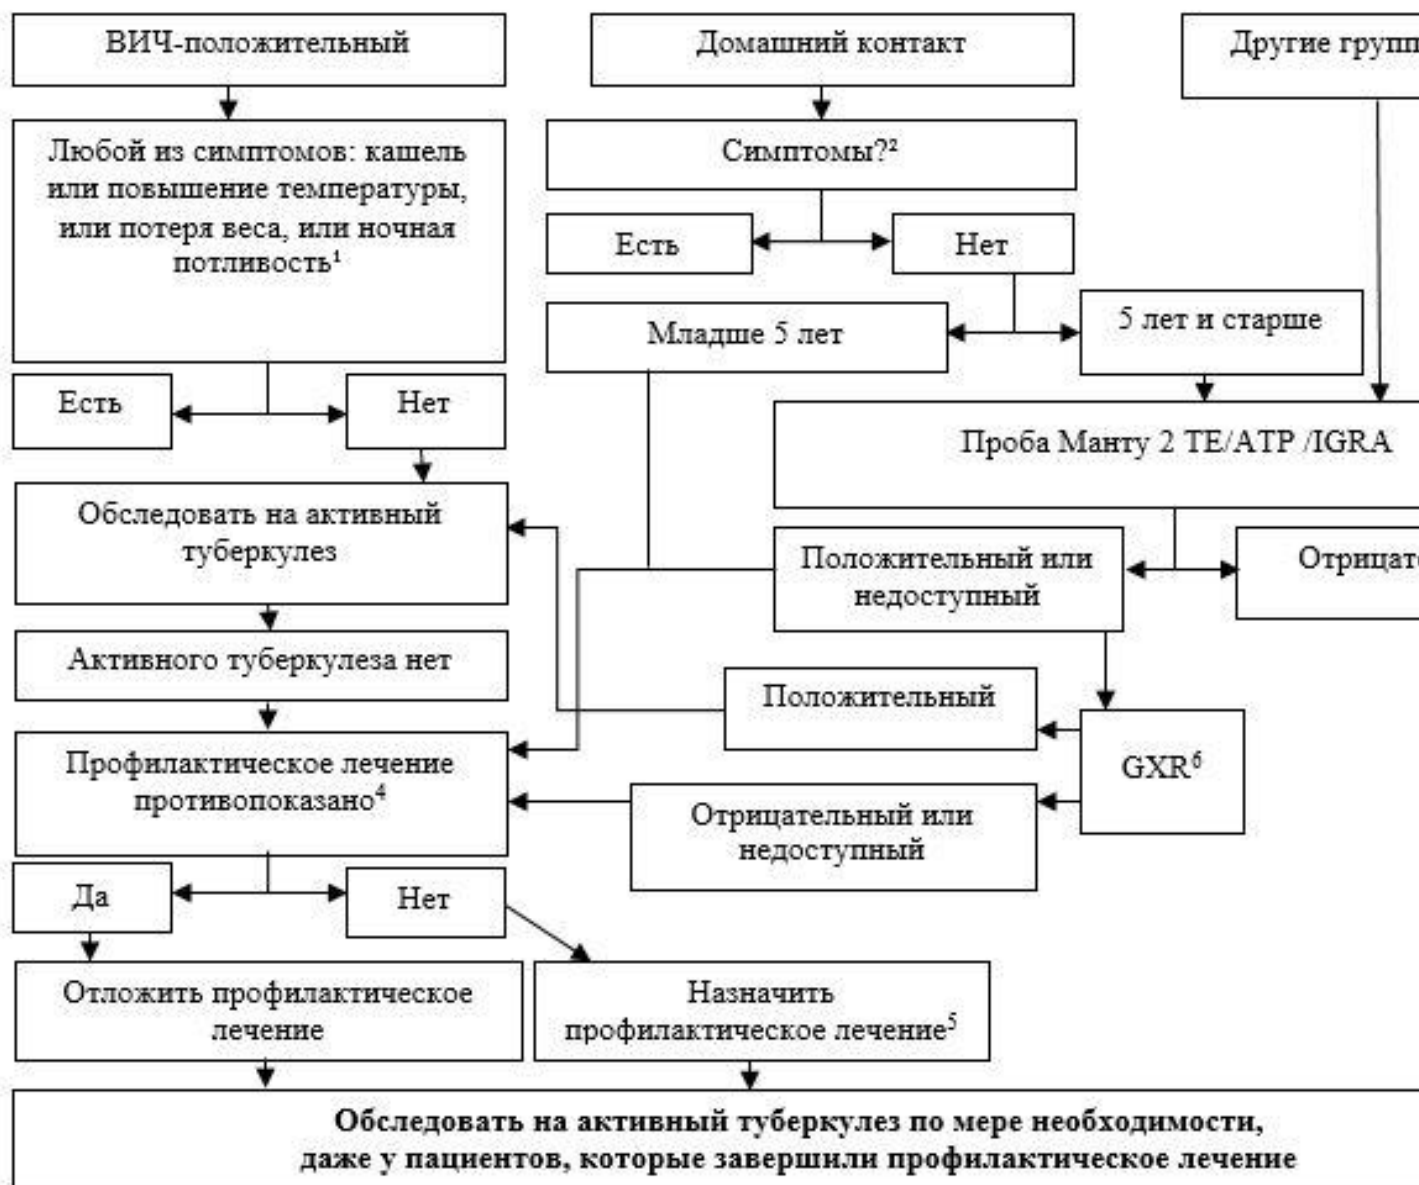 ВИЧ-положительный
Домашний контакт
Другие групп
Любой из симптомов: кашель
или повышение температуры,
или потеря веса, или ночная
потливость¹
Симптомы?²
Есть
Нет
Младше 5 лет
5 лет и старше
Есть
Нет
Проба Манту 2 ТЕ/АТР /IGRA
Обследовать на активный
туберкулез
Положительный или
недоступный
Отрицат
Активного туберкулеза нет
Положительный
Профилактическое лечение
противопоказано⁴
GXR⁶
Отрицательный или
недоступный
Да
Нет
Отложить профилактическое
лечение
Назначить
профилактическое лечение⁵
Обследовать на активный туберкулез по мере необходимости,
даже у пациентов, которые завершили профилактическое лечение